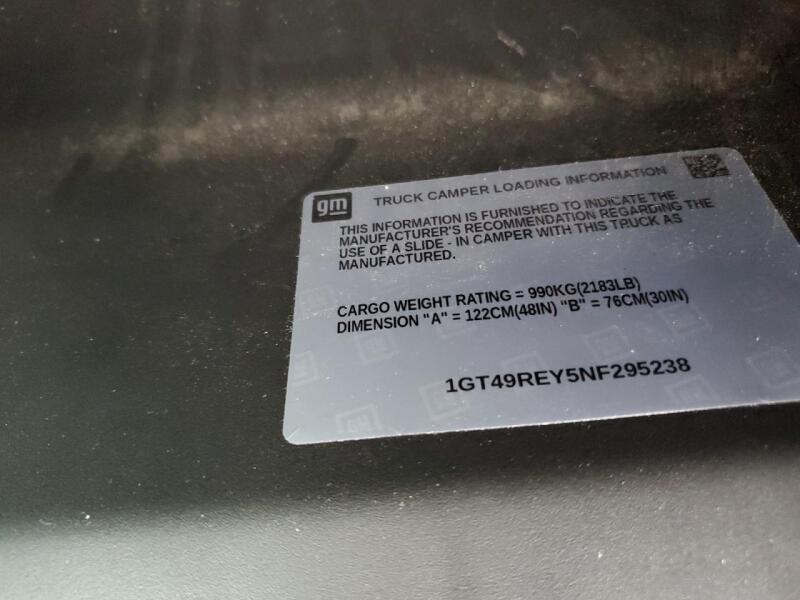 gm TRUCK CAMPER LOADING INFORMATION
THIS INFORMATION IS FURNISHED TO INDICATE THE
MANUFACTURER'S RECOMMENDATION REGARDING THE
USE OF A SLIDE - IN CAMPER WITH THIS TRUCK AS
MANUFACTURED.
CARGO WEIGHT RATING = 990KG(2183LB)
DIMENSION "A" = 122CM(48IN) "B" = 76CM(30IN)
1GT49REY5NF295238